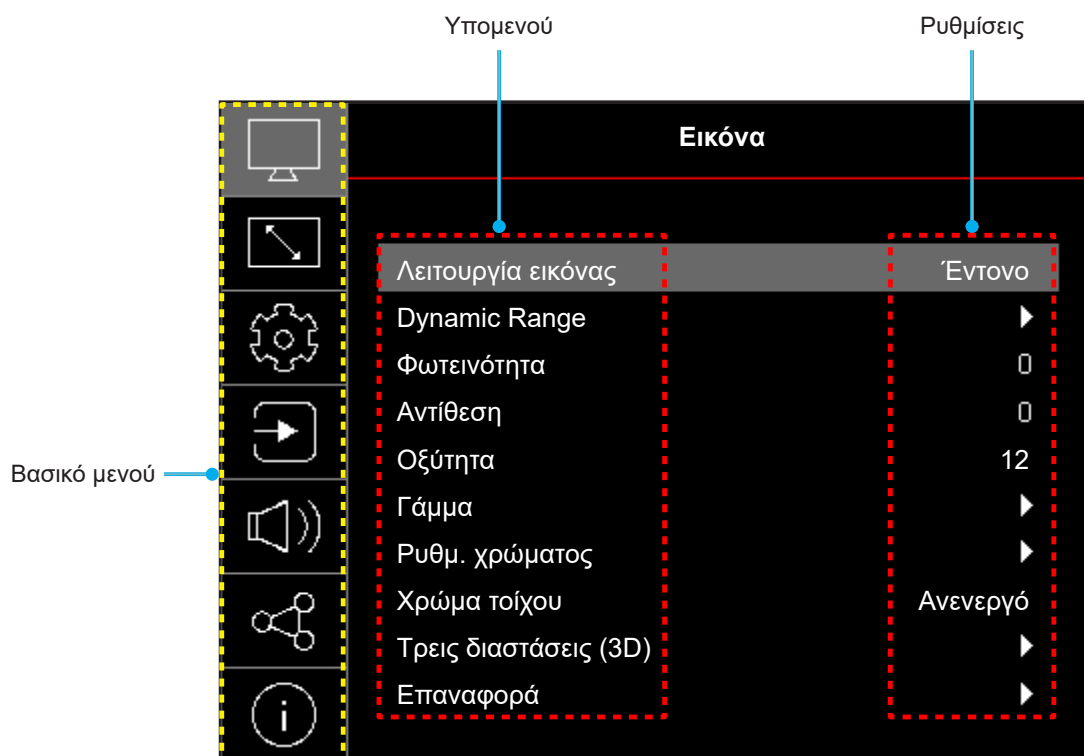 Υπομενού Ρυθμίσεις
Εικόνα
Λειτουργία εικόνας Έντονο
Dynamic Range
Φωτεινότητα 0
Αντίθεση 0
Οξύτητα 12
Βασικό μενού
Γάμμα
Ρυθμ. χρώματος
Χρώμα τοίχου Ανενεργό
Τρεις διαστάσεις (3D)
Επαναφορά
i